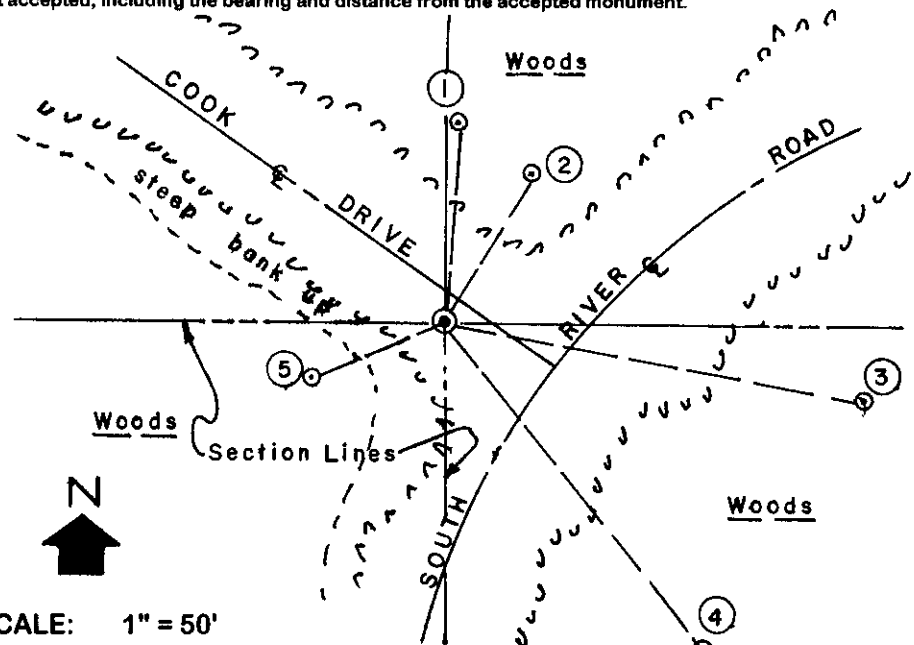 t accepted, including the bearing and distance from the accepted monument.
Woods
1
COOK
2
ROAD
steep bank up
℄
DRIVE
RIVER ℄
5
3
Woods
Section Lines
Woods
N
SOUTH
4
CALE: 1" = 50'